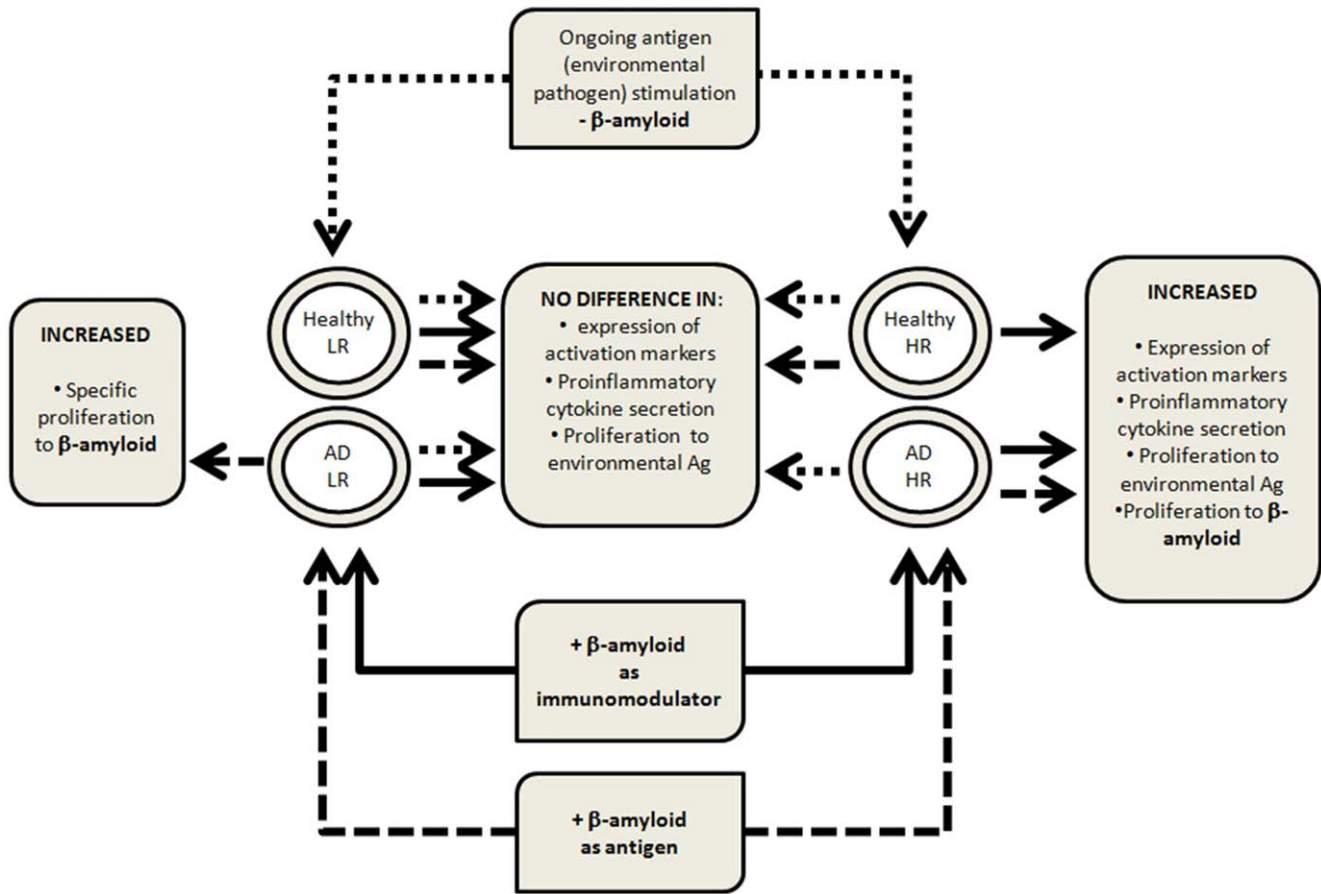 Ongoing antigen
(environmental
pathogen) stimulation
- β-amyloid
INCREASED
• Specific
proliferation
to β-amyloid
Healthy
LR
AD
LR
NO DIFFERENCE IN:
• expression of
activation markers
• Proinflammatory
cytokine secretion
• Proliferation to
environmental Ag
Healthy
HR
AD
HR
INCREASED
• Expression of
activation markers
• Proinflammatory
cytokine secretion
• Proliferation to
environmental Ag
•Proliferation to β-
amyloid
+ β-amyloid
as
immunomodulator
+ β-amyloid
as antigen